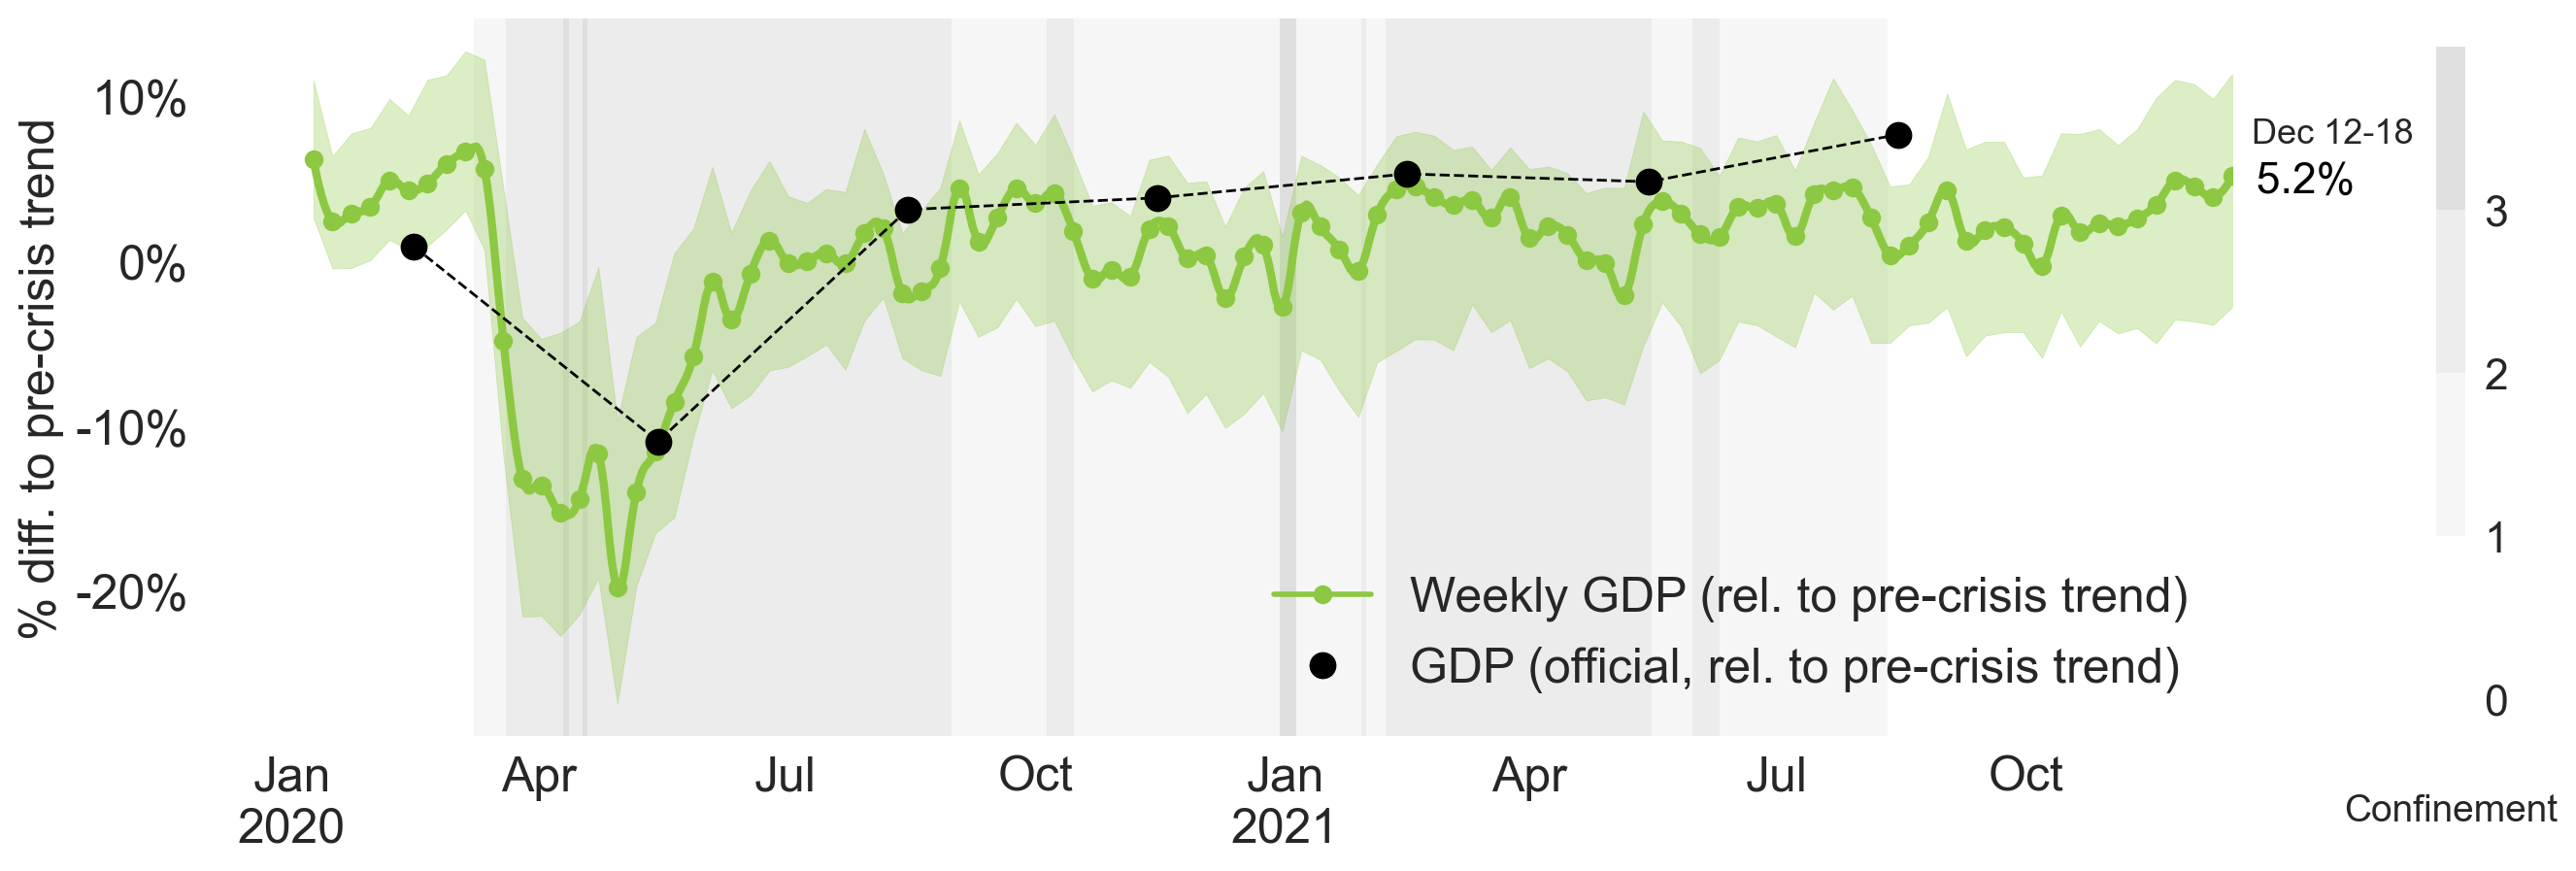 % diff. to pre-crisis trend
10%
0%
-10%
-20%
Dec 12-18
5.2%
3
2
1
0
Weekly GDP (rel. to pre-crisis trend)
GDP (official, rel. to pre-crisis trend)
Jan Apr Jul Oct Jan Apr Jul Oct
2020 2021
Confinement